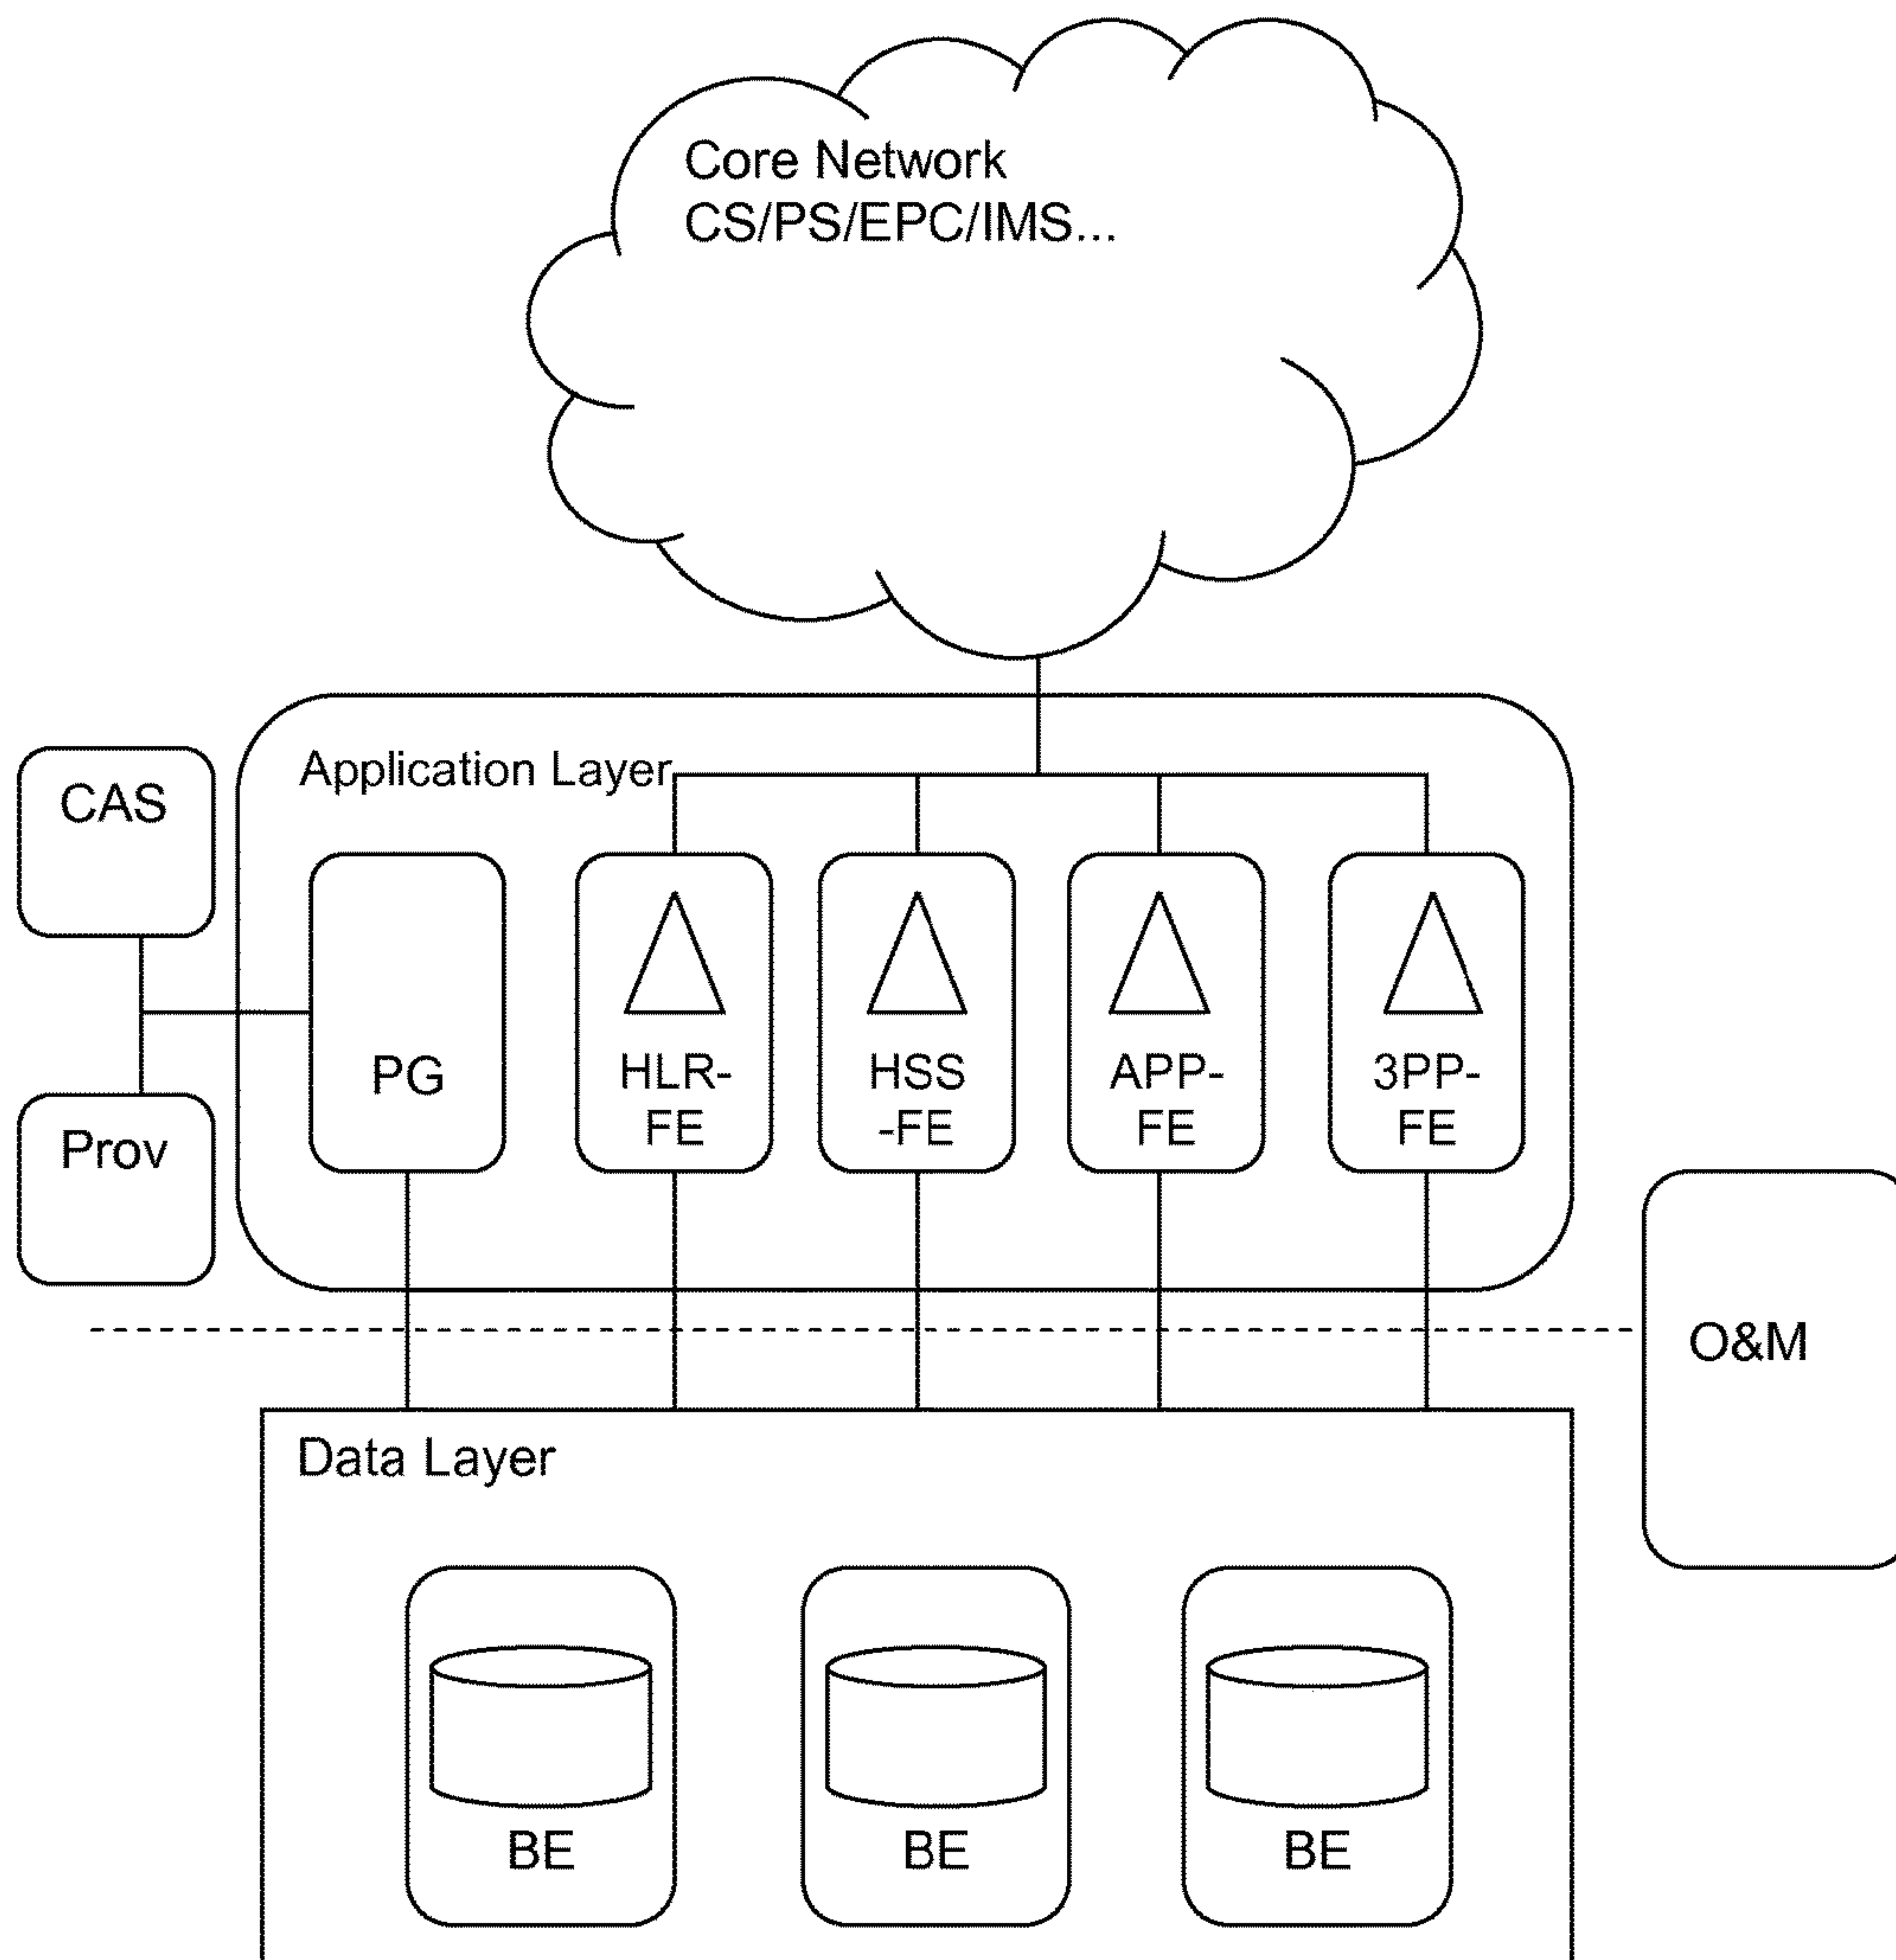 Core Network
CS/PS/EPC/IMS...
Application Layer
CAS
PG
HLR-
FE
HSS
-FE
APP-
FE
3PP-
FE
Prov
O&M
Data Layer
BE
BE
BE